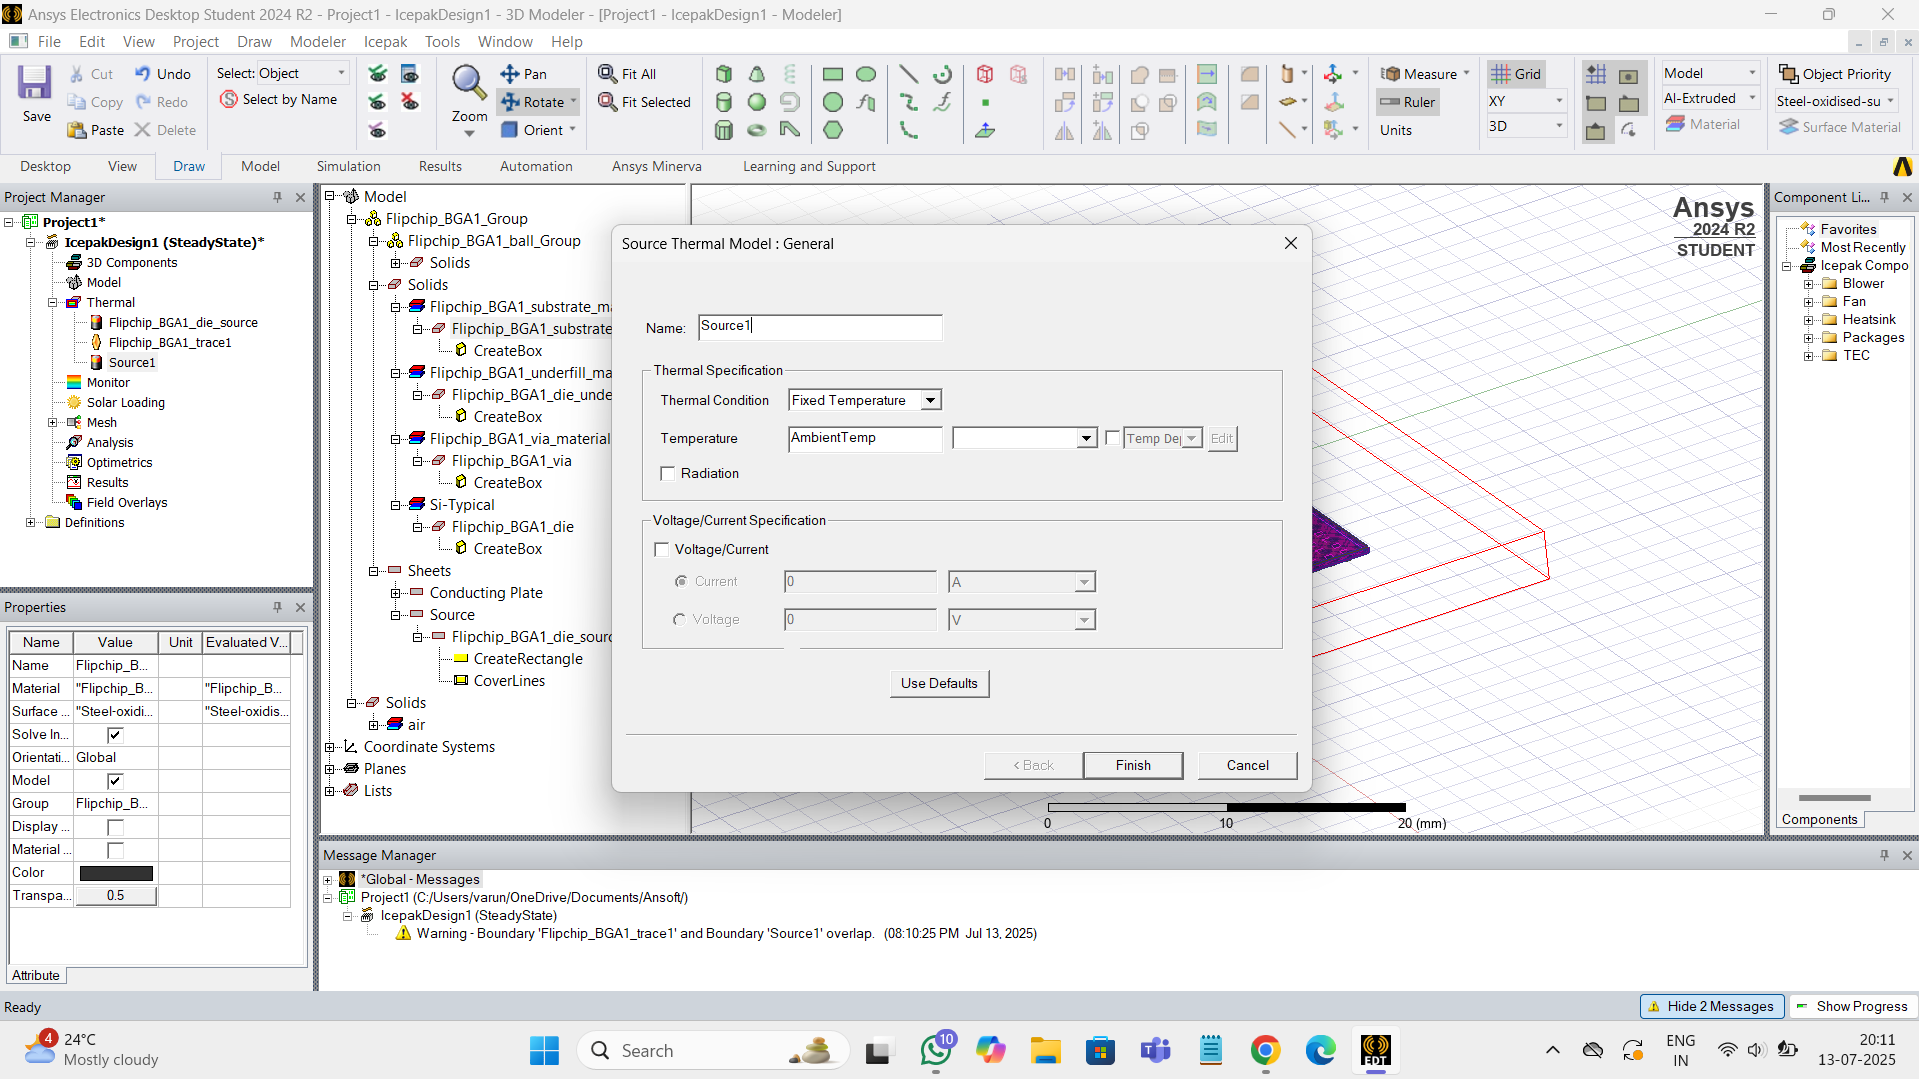 Ansys Electronics Desktop Student 2024 R2 - Project1 - IcepakDesign1 - 3D Modeler - [Project1 - IcepakDesign1 - Modeler]
File Edit View Project Draw Modeler Icepak Tools Window Help
Save
Cut
Copy
Paste
Undo
Redo
Delete
Select: Object
Select by Name
Zoom
Pan
Rotate
Orient
Fit All
Fit Selected
Measure
Ruler
Units
Grid
XY
3D
Model
Al-Extruded
Material
Object Priority
Steel-oxidised-su
Surface Material
Desktop View Draw Model Simulation Results Automation Ansys Minerva Learning and Support
Project Manager
Project1*
IcepakDesign1 (SteadyState)*
3D Components
Model
Thermal
Flipchip_BGA1_die_source
Flipchip_BGA1_trace1
Source1
Monitor
Solar Loading
Mesh
Analysis
Optimetrics
Results
Field Overlays
Definitions
Properties
Name Value Unit Evaluated V...
Name Flipchip_B...
Material "Flipchip_B... "Flipchip_B...
Surface ... "Steel-oxidi... "Steel-oxidis...
Solve In...
Orientati... Global
Model
Group Flipchip_B...
Display ...
Material ...
Color
Transpa... 0.5
Attribute
Model
Flipchip_BGA1_Group
Flipchip_BGA1_ball_Group
Solids
Solids
Flipchip_BGA1_substrate_ma
Flipchip_BGA1_substrate
CreateBox
Flipchip_BGA1_underfill_ma
Flipchip_BGA1_die_unde
CreateBox
Flipchip_BGA1_via_material
Flipchip_BGA1_via
CreateBox
Si-Typical
Flipchip_BGA1_die
CreateBox
Sheets
Conducting Plate
Source
Flipchip_BGA1_die_sourc
CreateRectangle
CoverLines
Solids
air
Coordinate Systems
Planes
Lists
Source Thermal Model : General
Name: Source1
Thermal Specification
Thermal Condition Fixed Temperature
Temperature AmbientTemp Temp Dep Edit
Radiation
Voltage/Current Specification
Voltage/Current
Current 0 A
Voltage 0 V
Use Defaults
< Back Finish Cancel
Ansys
2024 R2
STUDENT
0 10 20 (mm)
Component Li...
Favorites
Most Recently
Icepak Compo
Blower
Fan
Heatsink
Packages
TEC
Components
Message Manager
*Global - Messages
Project1 (C:/Users/varun/OneDrive/Documents/Ansoft/)
IcepakDesign1 (SteadyState)
Warning - Boundary 'Flipchip_BGA1_trace1' and Boundary 'Source1' overlap. (08:10:25 PM Jul 13, 2025)
Ready
Hide 2 Messages Show Progress
4
24°C
Mostly cloudy
Search
10
EDT
ENG
IN
20:11
13-07-2025